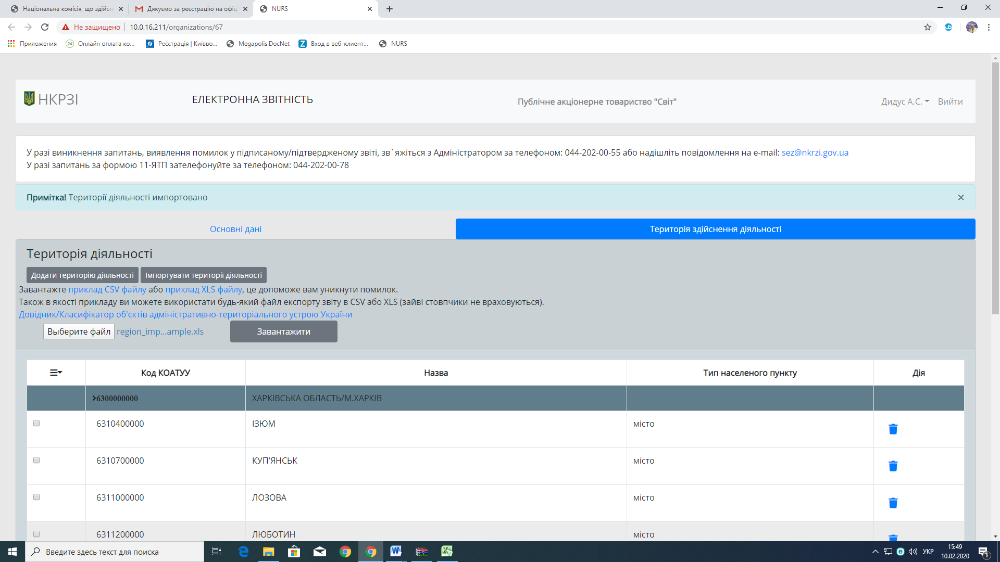 Національна комісія, що здійсн
Дякуємо за реєстрацію на офіц
NURS
Не защищено
10.0.16.211/organizations/67
Приложения
24
Онлайн оплата ко...
Реєстрація | Київво...
Megapolis.DocNet
Вход в веб-клиент...
NURS
НКРЗІ
ЕЛЕКТРОННА ЗВІТНІСТЬ
Публічне акціонерне товариство "Світ"
Дидус А.С.
Вийти
У разі виникнення запитань, виявлення помилок у підписаному/підтвердженому звіті, зв`яжіться з Адміністратором за телефоном: 044-202-00-55 або надішліть повідомлення на e-mail: sez@nkrzi.gov.ua
У разі запитань за формою 11-ЯТП зателефонуйте за телефоном: 044-202-00-78
Примітка! Території діяльності импортовано
×
Основні дані
Територія здійснення діяльності
Територія діяльності
Додати територію діяльності
Імпортувати території діяльності
Завантажте приклад CSV файлу або приклад XLS файлу, це допоможе вам уникнути помилок.
Також в якості прикладу ви можете використати будь-який файл експорту звіту в CSV або XLS (зайві стовпчики не враховуються).
Довідник/Класифікатор об'єктів адміністративно-територіального устрою України
Выберите файл
region_imp...ample.xls
Завантажити
Код КОАТУУ
Назва
Тип населеного пункту
Дія
6300000000
ХАРКІВСЬКА ОБЛАСТЬ/М.ХАРКІВ
6310400000
ІЗЮМ
місто
6310700000
КУП'ЯНСЬК
місто
6311000000
ЛОЗОВА
місто
6311200000
ЛЮБОТИН
місто
Введите здесь текст для поиска
УКР
15:49
10.02.2020
1